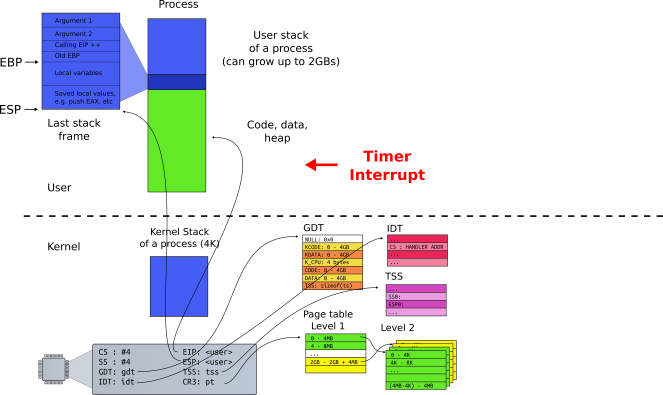 Process
Argument 1
Argument 2
Calling EIP ++
Old EBP
Local variables
Saved local values,
e.g. push EAX, etc
EBP
ESP
Last stack
frame
User stack
of a process
(can grow up to 2GBs)
Code, data,
heap
Timer
Interrupt
User
Kernel
Kernel Stack
of a process (4K)
GDT
NULL: 0x0
KCODE: 0 - 4GB
KDATA: 0 - 4GB
K_CPU: 4 bytes
CODE: 0 - 4GB
DATA: 0 - 4GB
TSS: sizeof(ts)
IDT
...
CS : HANDLER ADDR
...
...
TSS
...
SS0:
ESP0:
...
Page table
Level 1
0 - 4MB
4 - 8MB
...
2GB - 2GB + 4MB
Level 2
0 - 4K
4K - 8K
...
(4MB-4K) - 4MB
CS : #4
SS : #4
GDT: gdt
IDT: idt
EIP: <user>
ESP: <user>
TSS: tss
CR3: pt